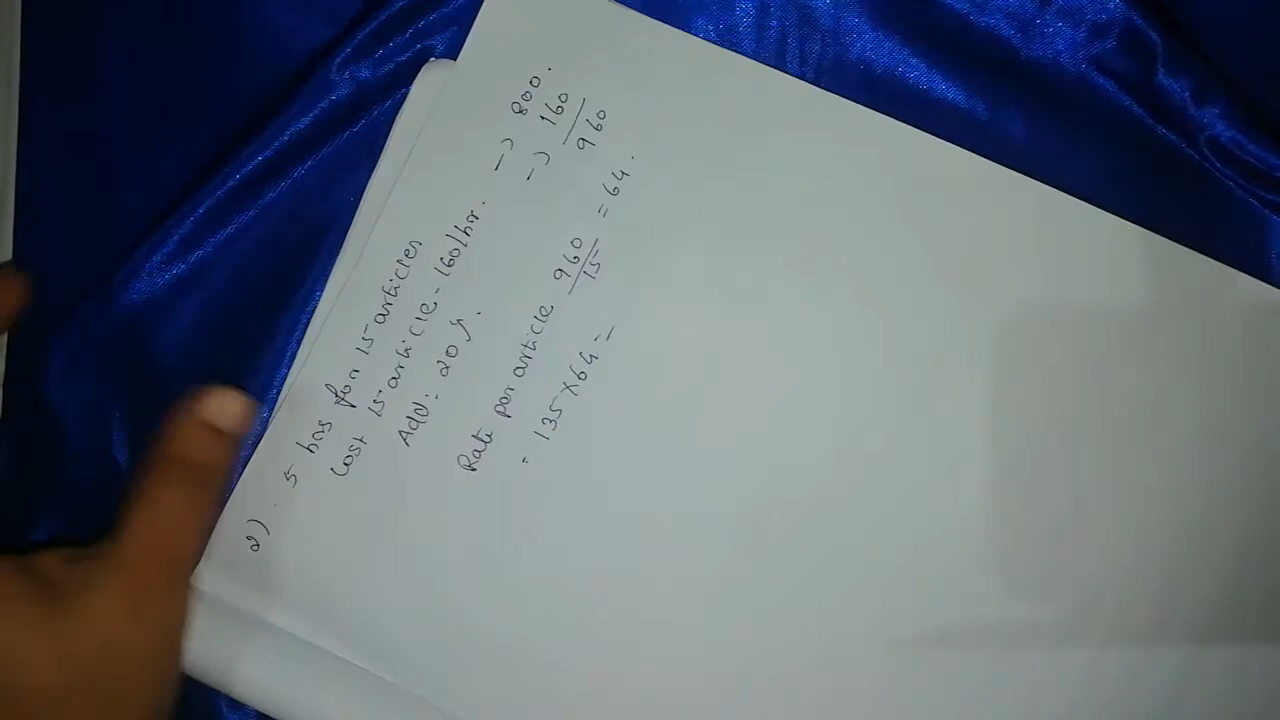 2). 5 hrs for 15 articles
Cost 15 article - 160/hr. -> 800.
Add: 20%. -> 160
960
Rate par article 960/15 = 64.
= 135 x 64 =